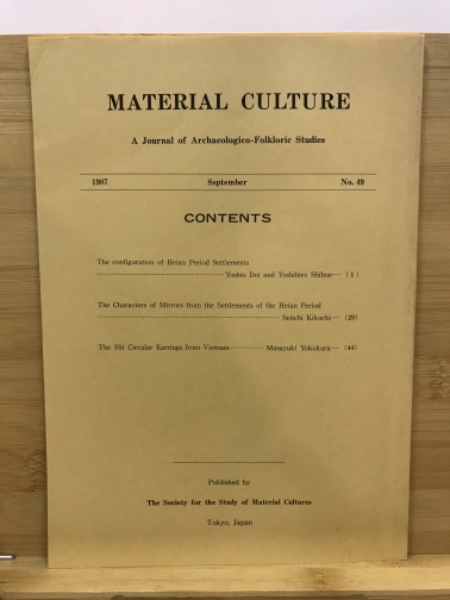 MATERIAL CULTURE
A Journal of Archaeologico-Folkloric Studies
1987 Ssptember No. 49
CONTENTS
The configuration of Heian Period Settlements
Yoshio Doi and Yoshihiro Shibue (1)
The Characters of Mirrors from the Settlements of the Heian Period
Seiichi Kikuchi (29)
The Slit Circular Earrings from Vietnam Masayuki Yokokura (44)
Published by
The Society for the Study of Material Cultures
Tokyo, Japan